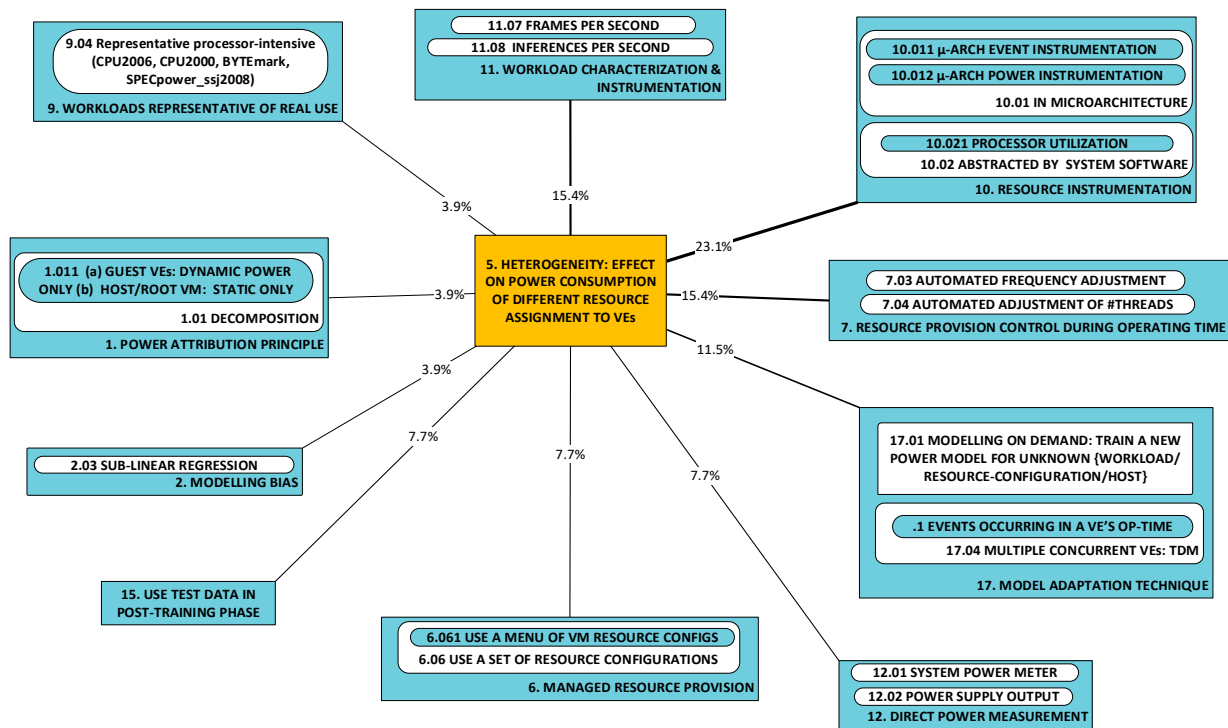 9.04 Representative processor-intensive
(CPU2006, CPU2000, BYTEmark,
SPECpower_ssj2008)
9. WORKLOADS REPRESENTATIVE OF REAL USE
11.07 FRAMES PER SECOND
11.08 INFERENCES PER SECOND
11. WORKLOAD CHARACTERIZATION &
INSTRUMENTATION
10.011 µ-ARCH EVENT INSTRUMENTATION
10.012 µ-ARCH POWER INSTRUMENTATION
10.01 IN MICROARCHITECTURE
10.021 PROCESSOR UTILIZATION
10.02 ABSTRACTED BY SYSTEM SOFTWARE
10. RESOURCE INSTRUMENTATION
3.9%
15.4%
23.1%
1.011 (a) GUEST VEs: DYNAMIC POWER
ONLY (b) HOST/ROOT VM: STATIC ONLY
1.01 DECOMPOSITION
1. POWER ATTRIBUTION PRINCIPLE
3.9%
5. HETEROGENEITY: EFFECT
ON POWER CONSUMPTION
OF DIFFERENT RESOURCE
ASSIGNMENT TO VEs
15.4%
7.03 AUTOMATED FREQUENCY ADJUSTMENT
7.04 AUTOMATED ADJUSTMENT OF #THREADS
7. RESOURCE PROVISION CONTROL DURING OPERATING TIME
3.9%
11.5%
7.7%
7.7%
7.7%
2.03 SUB-LINEAR REGRESSION
2. MODELLING BIAS
17.01 MODELLING ON DEMAND: TRAIN A NEW
POWER MODEL FOR UNKNOWN {WORKLOAD/
RESOURCE-CONFIGURATION/HOST}
.1 EVENTS OCCURRING IN A VE'S OP-TIME
17.04 MULTIPLE CONCURRENT VEs: TDM
17. MODEL ADAPTATION TECHNIQUE
15. USE TEST DATA IN
POST-TRAINING PHASE
6.061 USE A MENU OF VM RESOURCE CONFIGS
6.06 USE A SET OF RESOURCE CONFIGURATIONS
6. MANAGED RESOURCE PROVISION
12.01 SYSTEM POWER METER
12.02 POWER SUPPLY OUTPUT
12. DIRECT POWER MEASUREMENT